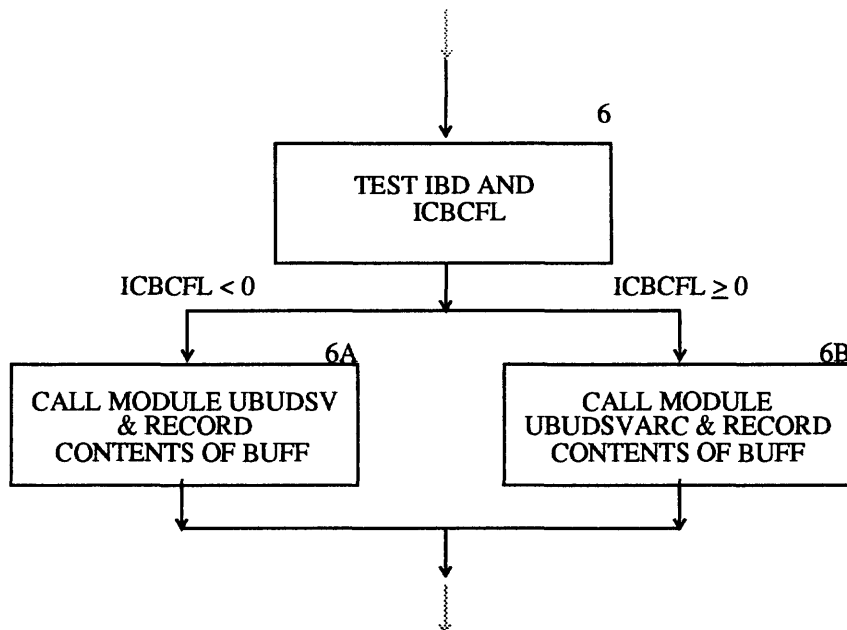 6
TEST IBD AND
ICBCFL
ICBCFL < 0
ICBCFL ≥ 0
6A
6B
CALL MODULE UBUDSV
& RECORD
CONTENTS OF BUFF
CALL MODULE
UBUDSVARC & RECORD
CONTENTS OF BUFF